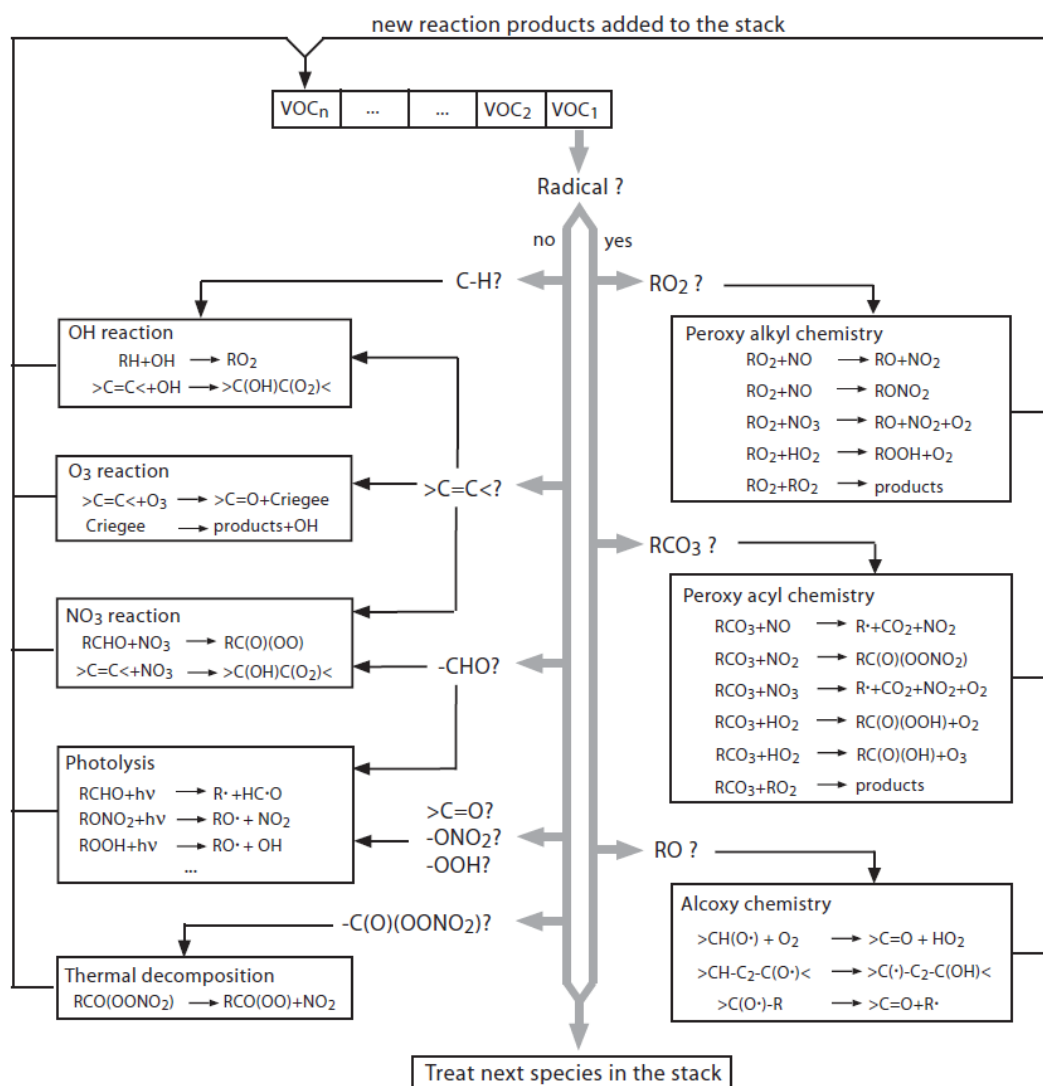 new reaction products added to the stack
VOCn ... ... VOC2 VOC1
Radical ?
no yes
C-H?
OH reaction
RH+OH → RO2
>C=C<+OH → >C(OH)C(O2)<
O3 reaction
>C=C<+O3 → >C=O+Criegee
Criegee → products+OH
>C=C<?
NO3 reaction
RCHO+NO3 → RC(O)(OO)
>C=C<+NO3 → >C(OH)C(O2)<
-CHO?
Photolysis
RCHO+hν → R· +HC·O
RONO2+hν → RO·+ NO2
ROOH+hν → RO·+ OH
...
>C=O?
-ONO2?
-OOH?
-C(O)(OONO2)?
Thermal decomposition
RCO(OONO2) → RCO(OO)+NO2
RO2 ?
Peroxy alkyl chemistry
RO2+NO → RO+NO2
RO2+NO → RONO2
RO2+NO3 → RO+NO2+O2
RO2+HO2 → ROOH+O2
RO2+RO2 → products
RCO3 ?
Peroxy acyl chemistry
RCO3+NO → R·+CO2+NO2
RCO3+NO2 → RC(O)(OONO2)
RCO3+NO3 → R·+CO2+NO2+O2
RCO3+HO2 → RC(O)(OOH)+O2
RCO3+HO2 → RC(O)(OH)+O3
RCO3+RO2 → products
RO ?
Alcoxy chemistry
>CH(O·) + O2 → >C=O + HO2
>CH-C2-C(O·)< → >C(·)-C2-C(OH)<
>C(O·)-R → >C=O+R·
Treat next species in the stack